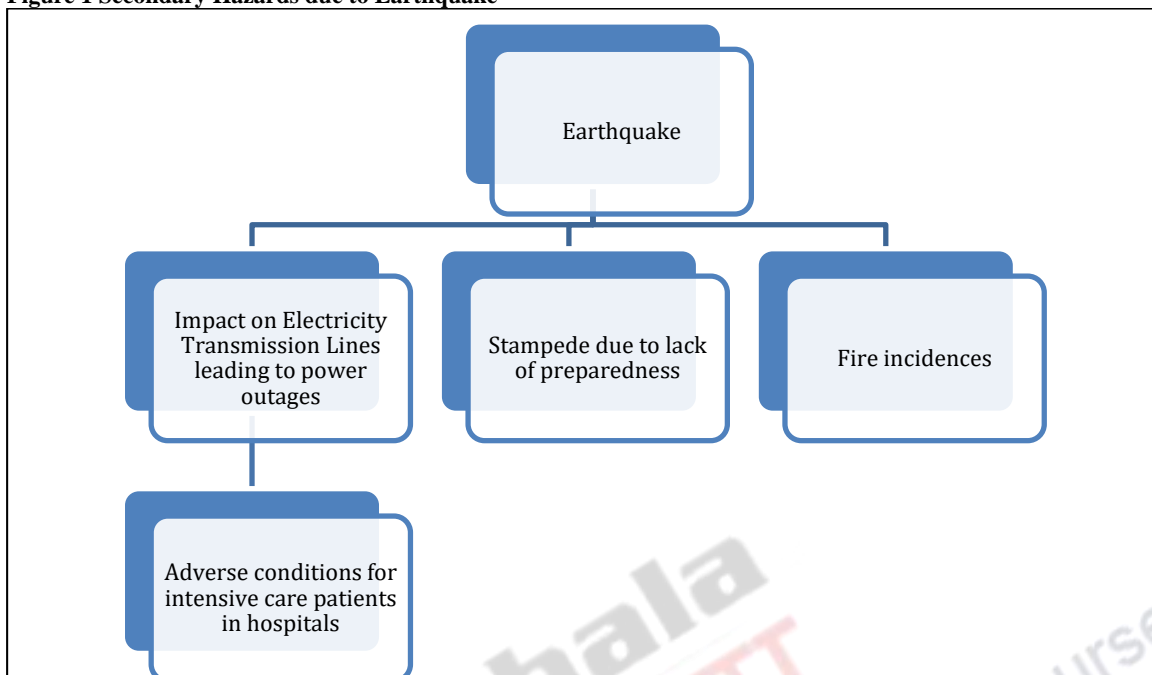 Figure 1 Secondary Hazards due to Earthquake
Earthquake
Impact on Electricity
Transmission Lines
leading to power
outages
Stampede due to lack
of preparedness
Fire incidences
Adverse conditions for
intensive care patients
in hospitals